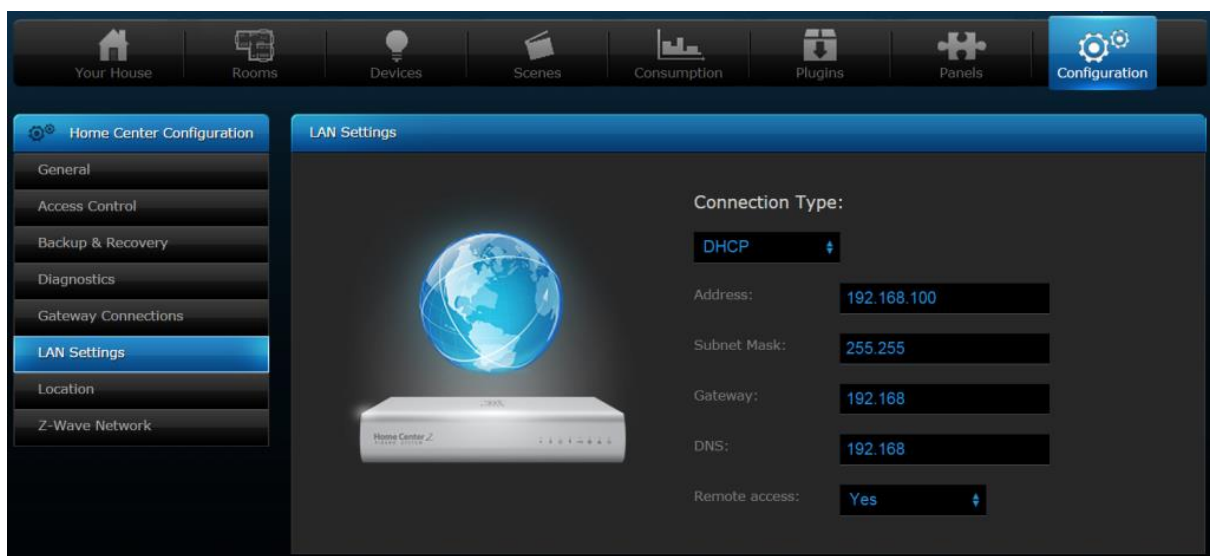 Your House Rooms Devices Scenes Consumption Plugins Panels Configuration
Home Center Configuration
General
Access Control
Backup & Recovery
Diagnostics
Gateway Connections
LAN Settings
Location
Z-Wave Network
LAN Settings
Connection Type:
DHCP
Address: 192.168.100
Subnet Mask: 255.255
Gateway: 192.168
DNS: 192.168
Remote access: Yes
Home Center Z